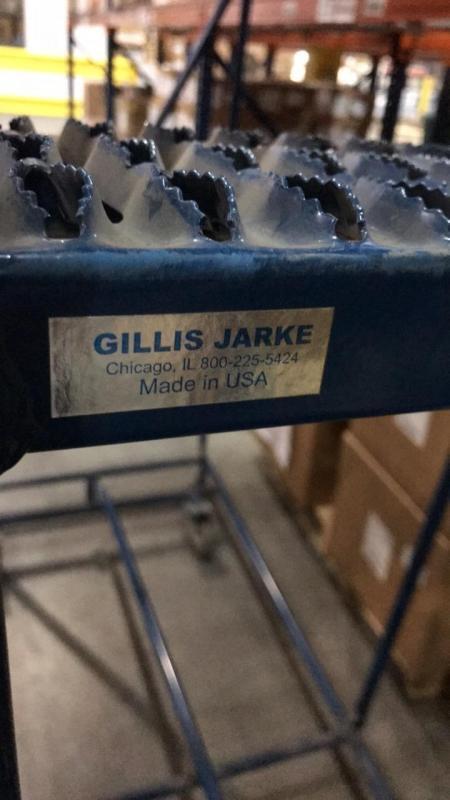 GILLIS JARKE
Chicago, IL 800-225-5424
Made in USA